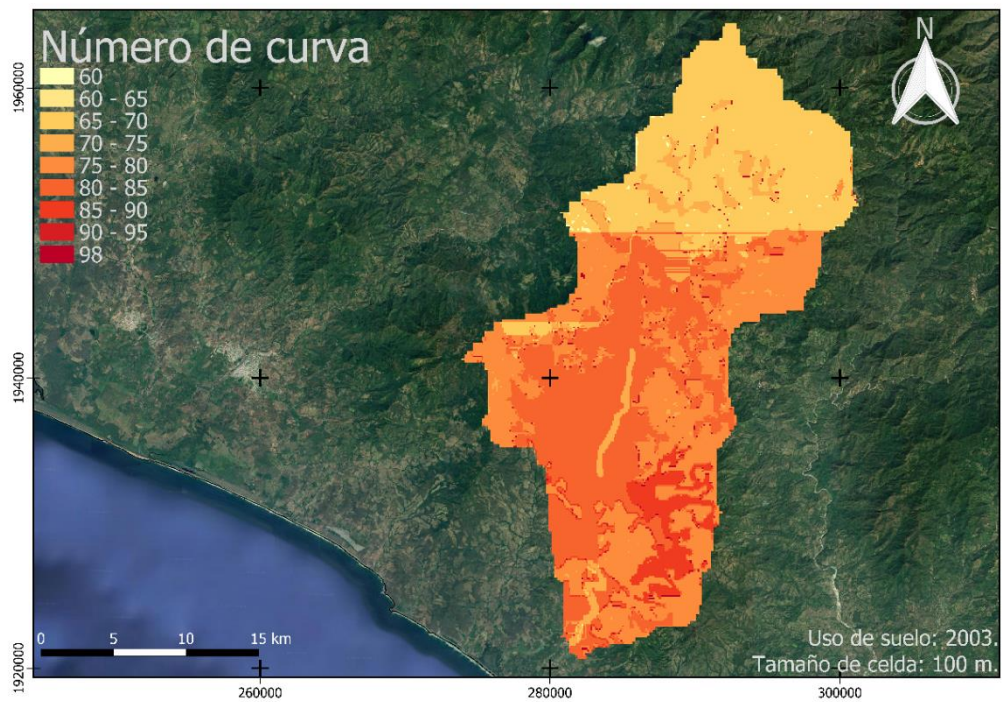 Número de curva
60
60 - 65
65 - 70
70 - 75
75 - 80
80 - 85
85 - 90
90 - 95
98
N
1960000
1940000
1920000
0 5 10 15 km
Uso de suelo: 2003.
Tamaño de celda: 100 m.
260000 280000 300000